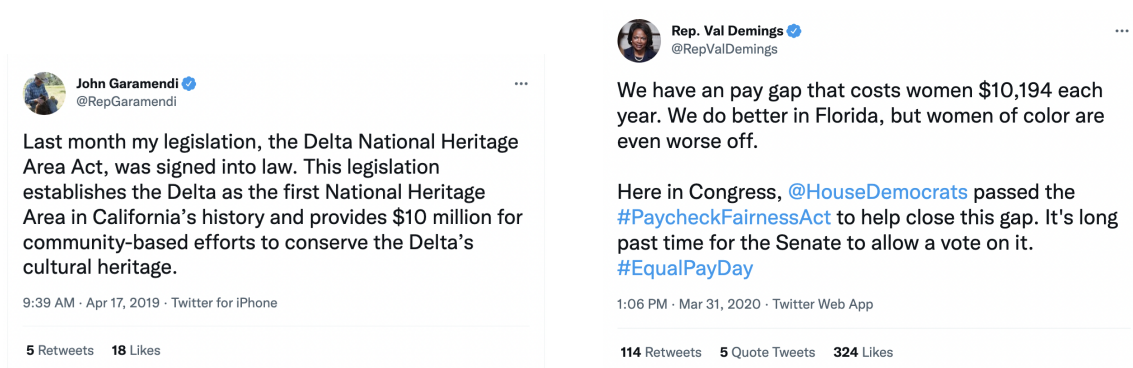 John Garamendi
@RepGaramendi
Last month my legislation, the Delta National Heritage
Area Act, was signed into law. This legislation
establishes the Delta as the first National Heritage
Area in California’s history and provides $10 million for
community-based efforts to conserve the Delta’s
cultural heritage.
9:39 AM · Apr 17, 2019 · Twitter for iPhone
5 Retweets 18 Likes
Rep. Val Demings
@RepValDemings
We have an pay gap that costs women $10,194 each
year. We do better in Florida, but women of color are
even worse off.
Here in Congress, @HouseDemocrats passed the
#PaycheckFairnessAct to help close this gap. It's long
past time for the Senate to allow a vote on it.
#EqualPayDay
1:06 PM · Mar 31, 2020 · Twitter Web App
114 Retweets 5 Quote Tweets 324 Likes